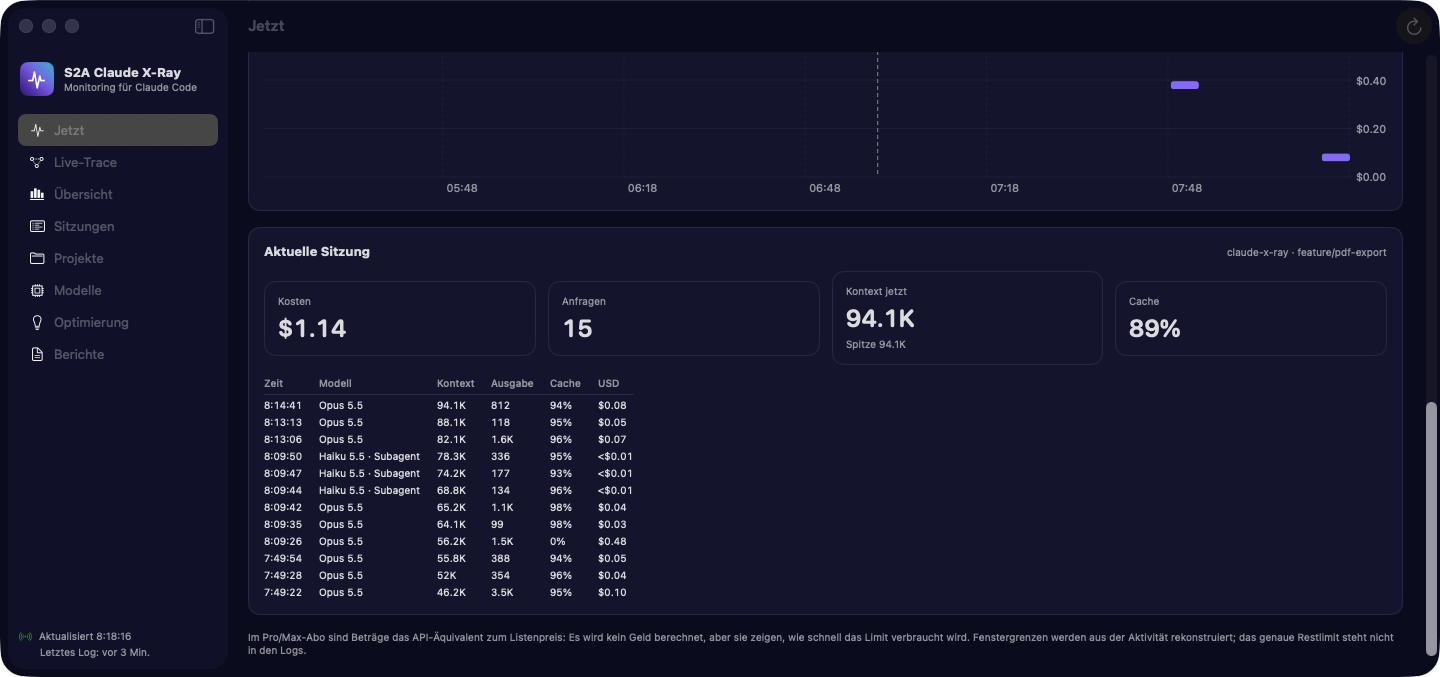 Jetzt
S2A Claude X-Ray
Monitoring für Claude Code
Jetzt
Live-Trace
Übersicht
Sitzungen
Projekte
Modelle
Optimierung
Berichte
Aktualisiert 8:18:16
Letztes Log: vor 3 Min.
$0.40
$0.20
$0.00
05:48 06:18 06:48 07:18 07:48
Aktuelle Sitzung claude-x-ray · feature/pdf-export
Kosten
$1.14
Anfragen
15
Kontext jetzt
94.1K
Spitze 94.1K
Cache
89%
Zeit Modell Kontext Ausgabe Cache USD
8:14:41 Opus 5.5 94.1K 812 94% $0.08
8:13:13 Opus 5.5 88.1K 118 95% $0.05
8:13:06 Opus 5.5 82.1K 1.6K 96% $0.07
8:09:50 Haiku 5.5 · Subagent 78.3K 336 95% <$0.01
8:09:47 Haiku 5.5 · Subagent 74.2K 177 93% <$0.01
8:09:44 Haiku 5.5 · Subagent 68.8K 134 96% <$0.01
8:09:42 Opus 5.5 65.2K 1.1K 98% $0.04
8:09:35 Opus 5.5 64.1K 99 98% $0.03
8:09:26 Opus 5.5 56.2K 1.5K 0% $0.48
7:49:54 Opus 5.5 55.8K 388 94% $0.05
7:49:28 Opus 5.5 52K 354 96% $0.04
7:49:22 Opus 5.5 46.2K 3.5K 95% $0.10
Im Pro/Max-Abo sind Beträge das API-Äquivalent zum Listenpreis: Es wird kein Geld berechnet, aber sie zeigen, wie schnell das Limit verbraucht wird. Fenstergrenzen werden aus der Aktivität rekonstruiert; das genaue Restlimit steht nicht
in den Logs.